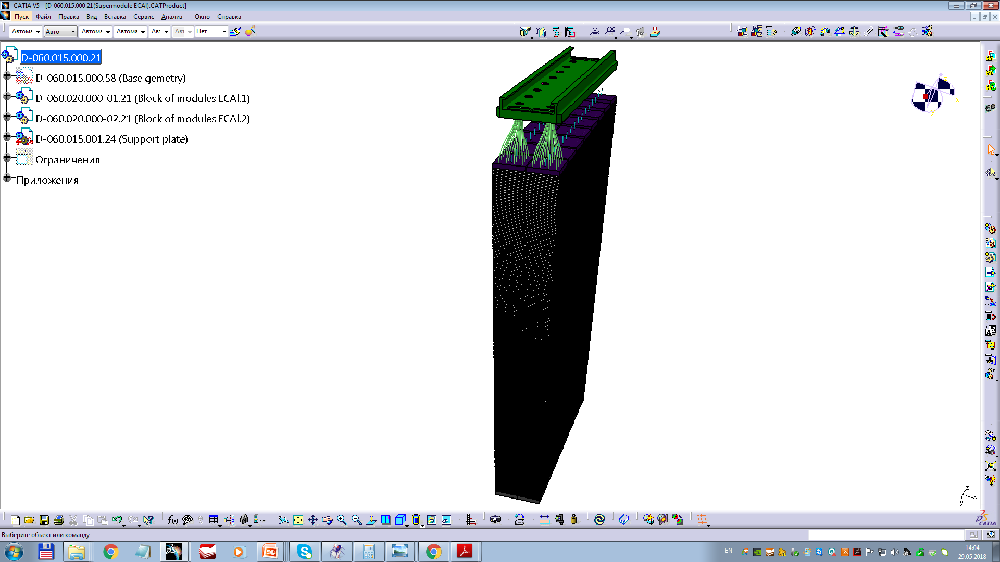 CATIA V5 - [D-060.015.000.21(Supermodule ECAl).CATProduct]
Пуск Файл Правка Вид Вставка Сервис Анализ Окно Справка
Автома Авто Автома Автома Авт Авт Нет
D-060.015.000.21
D-060.015.000.58 (Base gemetry)
D-060.020.000-01.21 (Block of modules ECAl.1)
D-060.020.000-02.21 (Block of modules ECAl.2)
D-060.015.001.24 (Support plate)
Ограничения
Приложения
z
x
y
CATIA
Выберите объект или команду
EN
14:04
29.05.2018